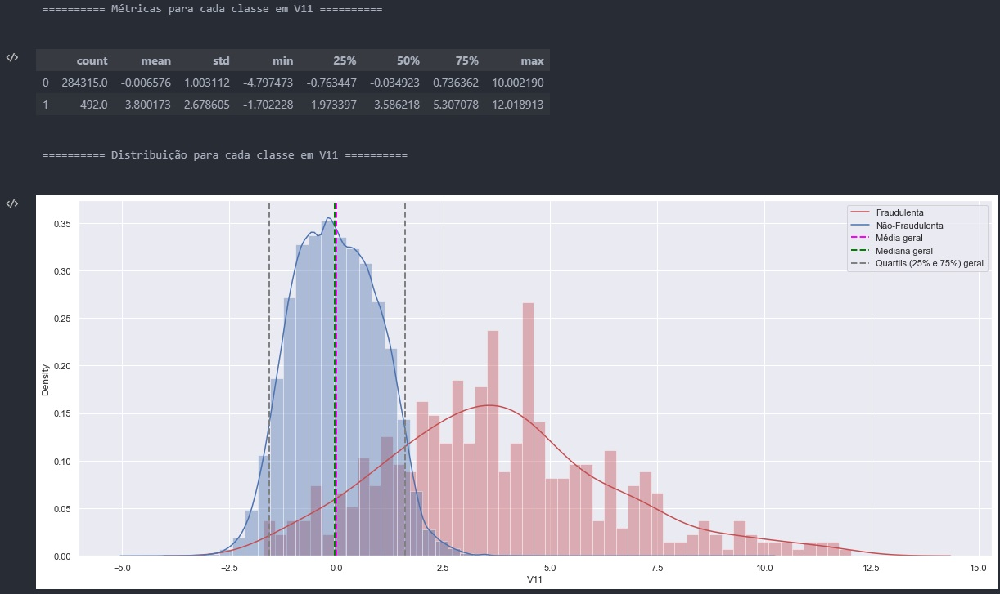 ========== Métricas para cada classe em V11 ==========
count mean std min 25% 50% 75% max
0 284315.0 -0.006576 1.003112 -4.797473 -0.763447 -0.034923 0.736362 10.002190
1 492.0 3.800173 2.678605 -1.702228 1.973397 3.586218 5.307078 12.018913
========== Distribuição para cada classe em V11 ==========
Fraudulenta
Não-Fraudulenta
Média geral
Mediana geral
Quartils (25% e 75%) geral
Density
0.35
0.30
0.25
0.20
0.15
0.10
0.05
0.00
−5.0 −2.5 0.0 2.5 5.0 7.5 10.0 12.5 15.0
V11